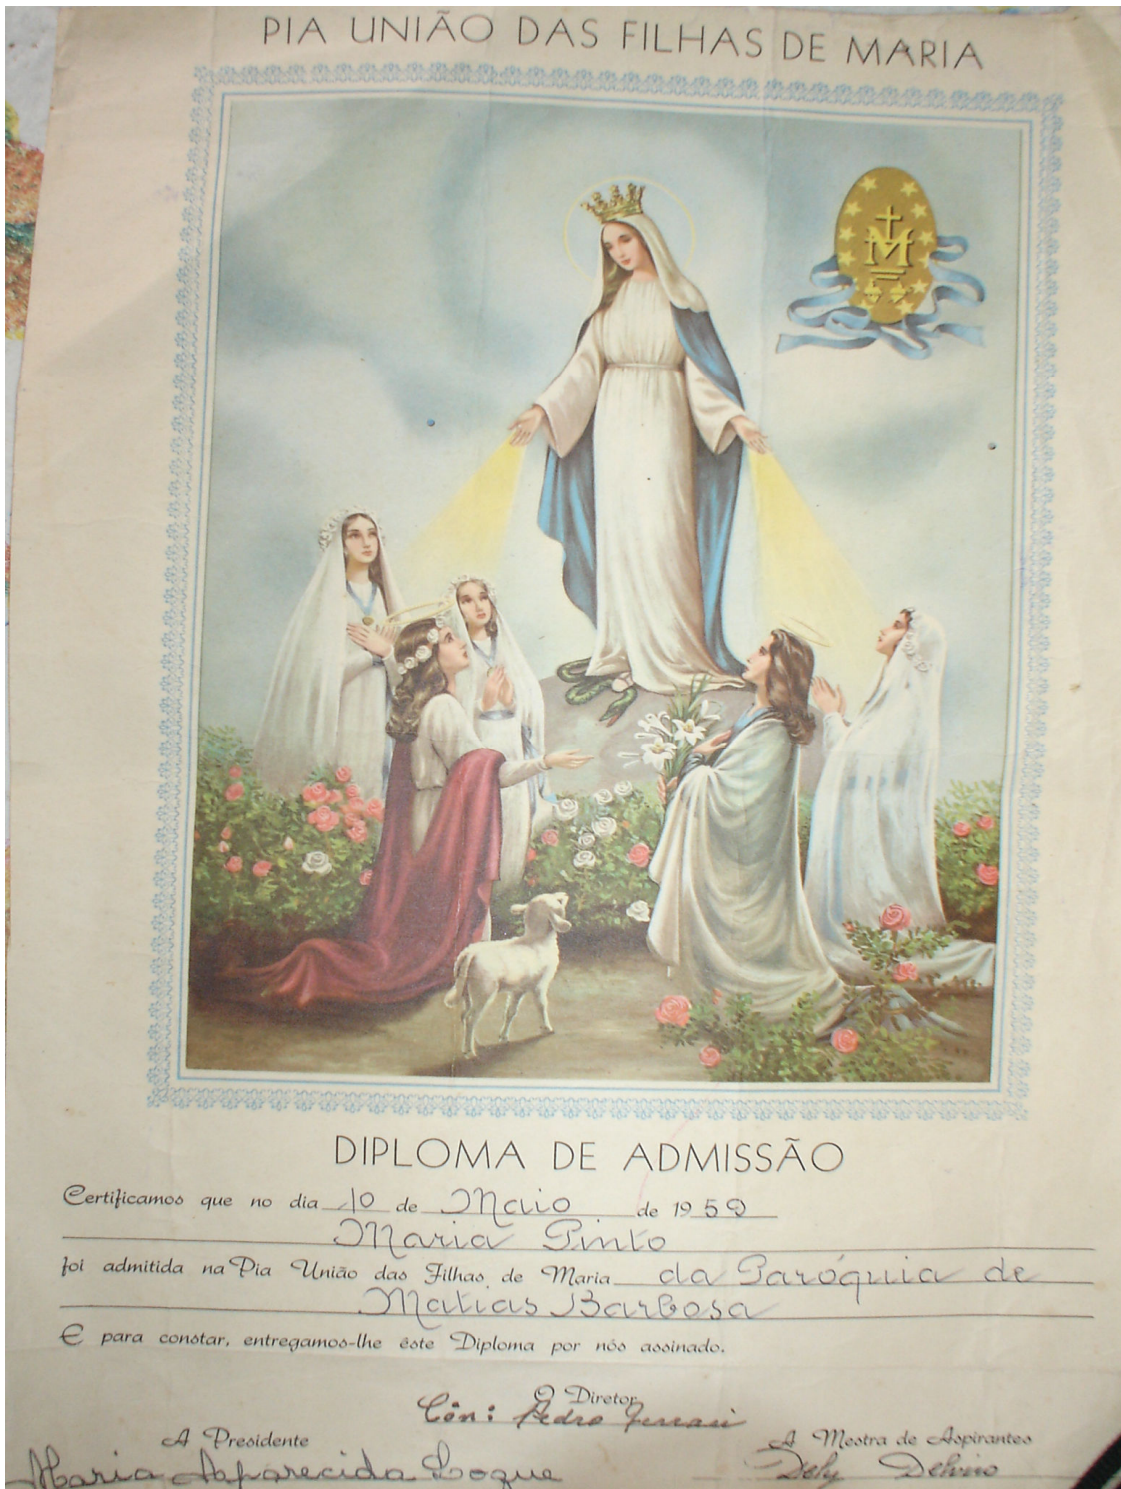 PIA UNIÃO DAS FILHAS DE MARIA
M
DIPLOMA DE ADMISSÃO
Certificamos que no dia 10 de Maio de 1959
Maria Pinto
foi admitida na Pia União das Filhas de Maria da Paróquia de
Matias Barbosa
E para constar, entregamos-lhe êste Diploma por nós assinado.
O Diretor
Côn: Pedro Ferrari
A Presidente
A Mestra de Aspirantes
Maria Aparecida
Dely